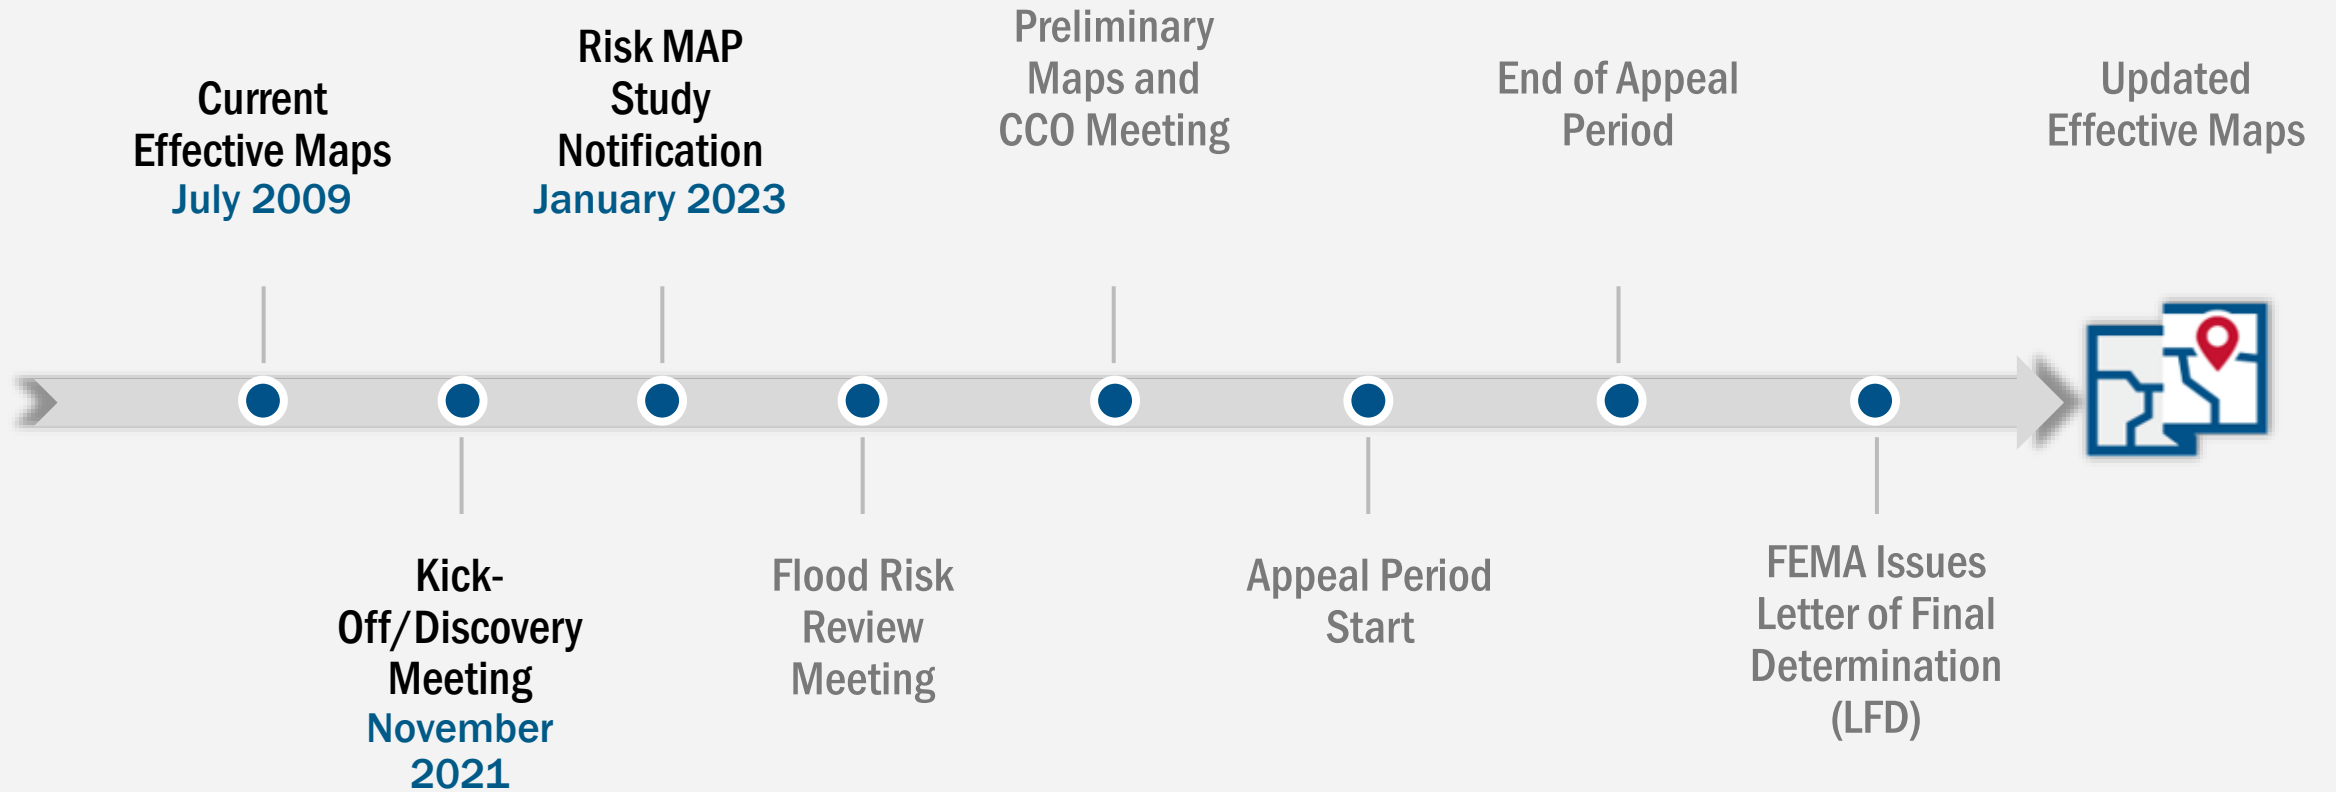 Current
Effective Maps
July 2009
Kick-
Off/Discovery
Meeting
November
2021
Risk MAP
Study
Notification
January 2023
Flood Risk
Review
Meeting
Preliminary
Maps and
CCO Meeting
Appeal Period
Start
End of Appeal
Period
FEMA Issues
Letter of Final
Determination
(LFD)
Updated
Effective Maps